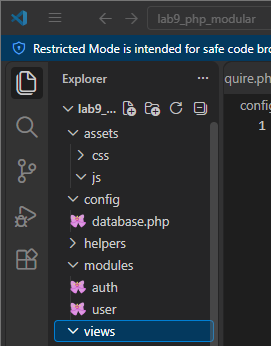 lab9_php_modular
Restricted Mode is intended for safe code bro
Explorer
quire.ph
lab9_...
config
assets
1
css
js
config
database.php
helpers
modules
auth
user
views